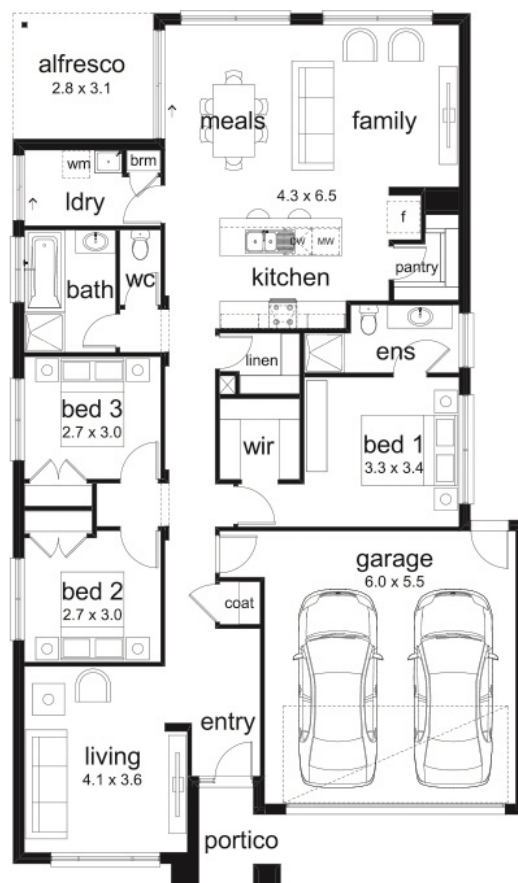 alfresco
2.8 x 3.1
meals
family
4.3 x 6.5
wm
brm
ldry
f
pantry
DW
MW
kitchen
bath
wc
linen
ens
bed 3
2.7 x 3.0
wir
bed 1
3.3 x 3.4
garage
6.0 x 5.5
bed 2
2.7 x 3.0
coat
entry
living
4.1 x 3.6
portico